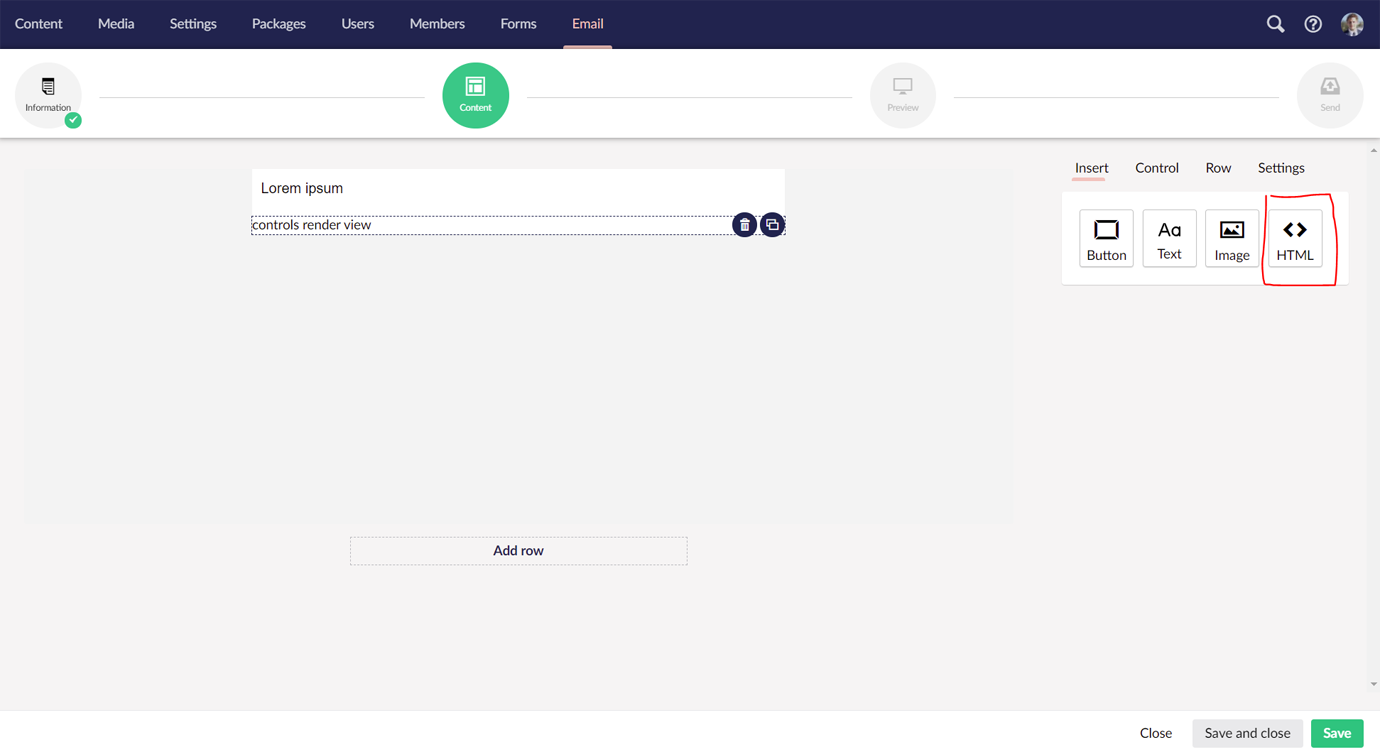 Content Media Settings Packages Users Members Forms Email
Information Content Preview Send
Insert Control Row Settings
Lorem ipsum
controls render view
Button Aa Text Image HTML
Add row
Close Save and close Save